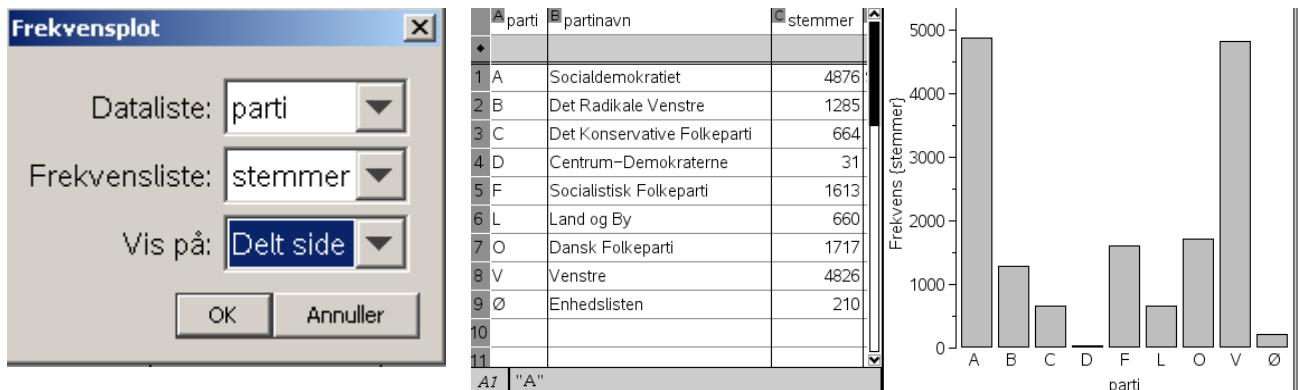 Frekvensplot
Dataliste: parti
Frekvensliste: stemmer
Vis på: Delt side
OK Annuller
A parti B partinavn C stemmer
1 A Socialdemokratiet 4876
2 B Det Radikale Venstre 1285
3 C Det Konservative Folkeparti 664
4 D Centrum-Demokraterne 31
5 F Socialistisk Folkeparti 1613
6 L Land og By 660
7 O Dansk Folkeparti 1717
8 V Venstre 4826
9 Ø Enhedslisten 210
10
11
A1 "A"
Frekvens {stemmer}
5000
4000
3000
2000
1000
0
A B C D F L O V Ø
parti